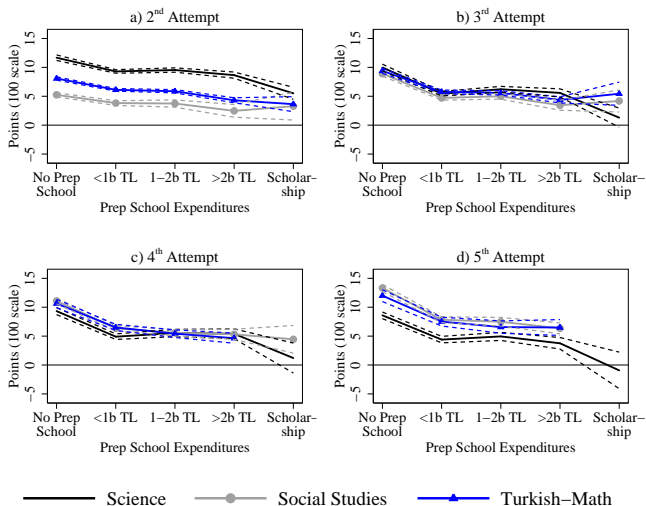 a) 2nd Attempt
Points (100 scale)
15
10
5
0
−5
No Prep School
<1b TL
1−2b TL
>2b TL
Scholar−ship
Prep School Expenditures
b) 3rd Attempt
Points (100 scale)
15
10
5
0
−5
No Prep School
<1b TL
1−2b TL
>2b TL
Scholar−ship
Prep School Expenditures
c) 4th Attempt
Points (100 scale)
15
10
5
0
−5
No Prep School
<1b TL
1−2b TL
>2b TL
Scholar−ship
Prep School Expenditures
d) 5th Attempt
Points (100 scale)
15
10
5
0
−5
No Prep School
<1b TL
1−2b TL
>2b TL
Scholar−ship
Prep School Expenditures
Science
Social Studies
Turkish−Math